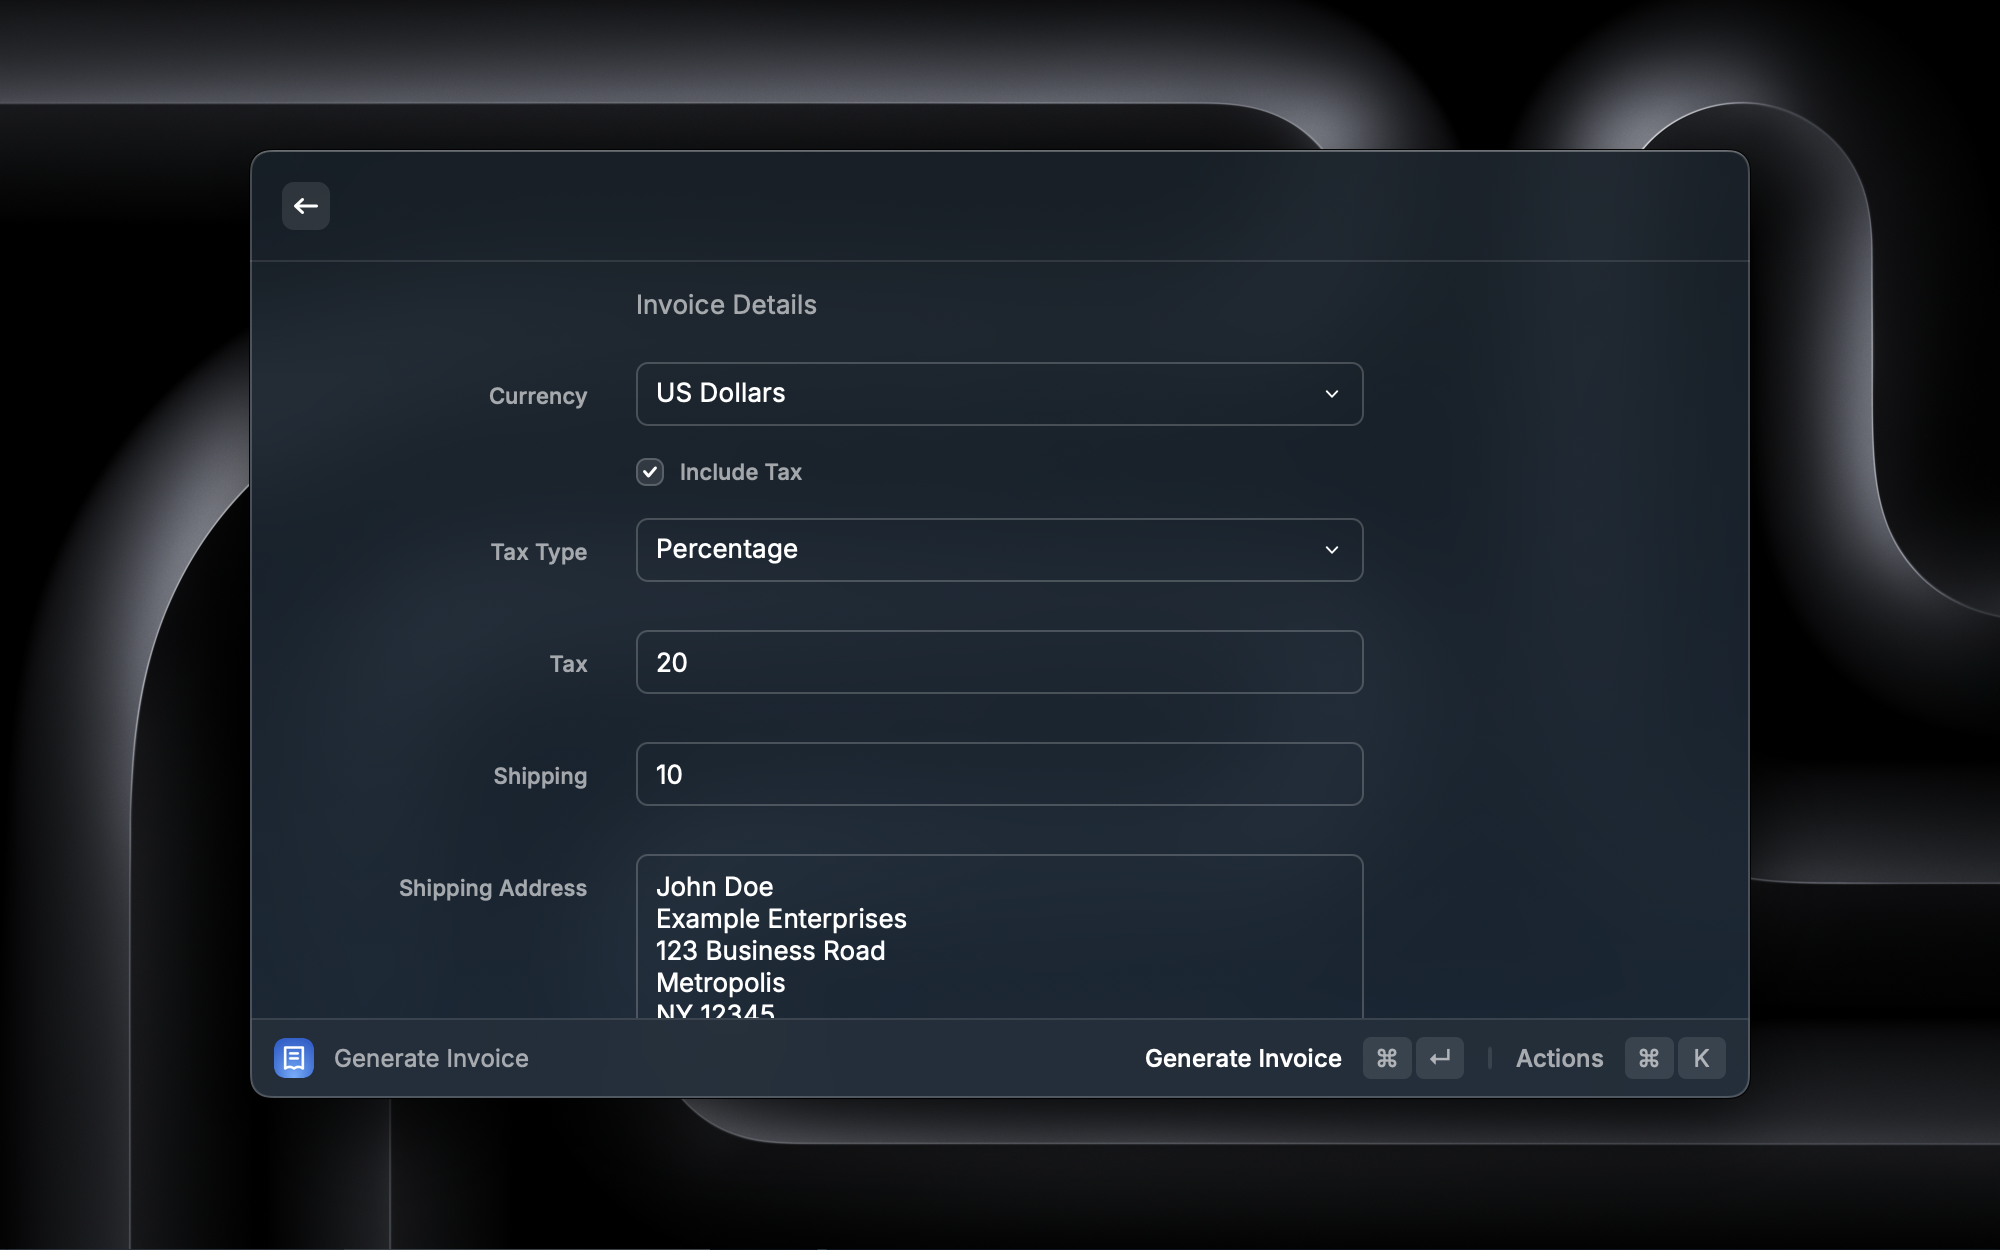 Invoice Details
Currency
US Dollars
Include Tax
Tax Type
Percentage
Tax
20
Shipping
10
Shipping Address
John Doe
Example Enterprises
123 Business Road
Metropolis
NY 12345
Generate Invoice
Generate Invoice ⌘ ↵ Actions ⌘ K